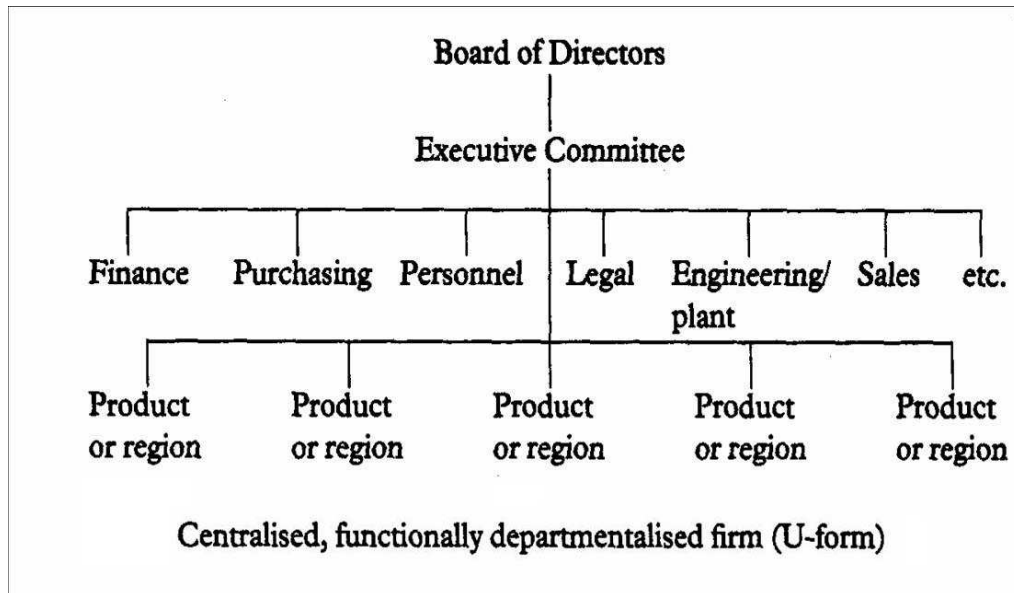 Board of Directors
Executive Committee
Finance Purchasing Personnel Legal Engineering/ Sales etc.
plant
Product Product Product Product Product
or region or region or region or region or region
Centralised, functionally departmentalised firm (U-form)